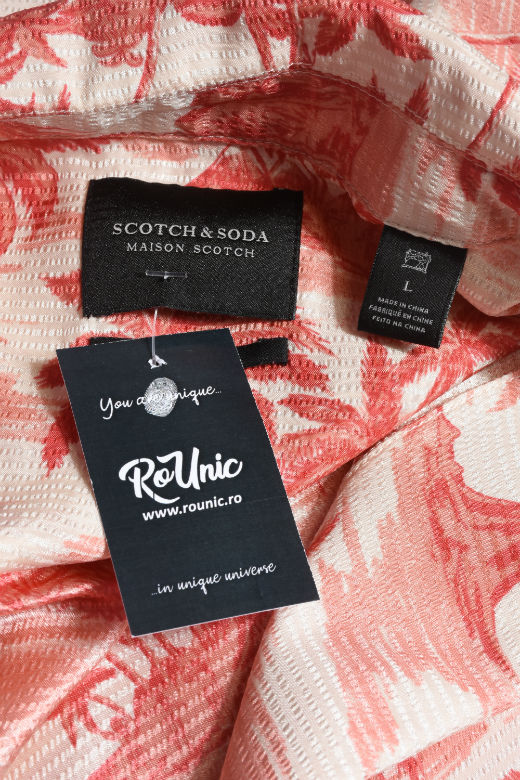 SCOTCH & SODA
MAISON SCOTCH
L
MADE IN CHINA
FABRIQUÉ EN CHINE
FEITO NA CHINA
You are unique...
RoUnic
www.rounic.ro
...in unique universe